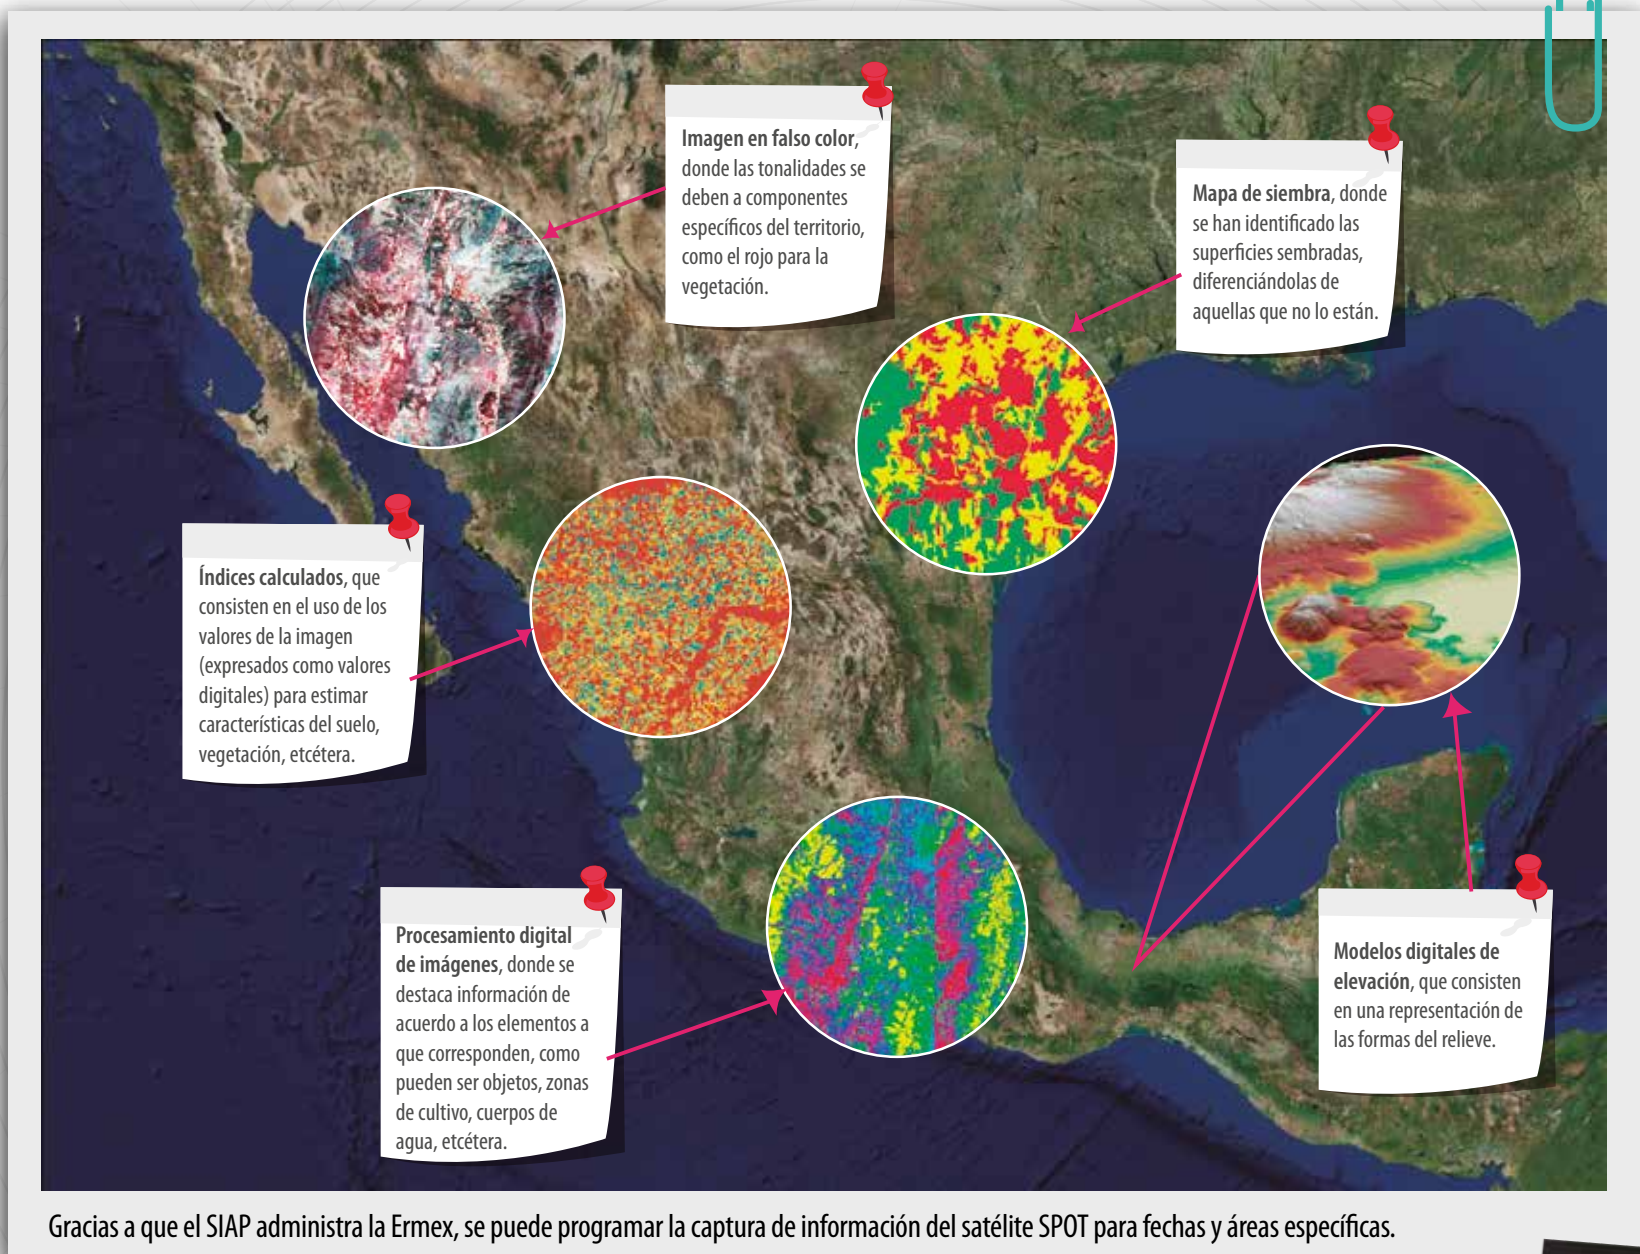 Imagen en falso color,
donde las tonalidades se
deben a componentes
específicos del territorio,
como el rojo para la
vegetación.
Mapa de siembra, donde
se han identificado las
superficies sembradas,
diferenciándolas de
aquellas que no lo están.
Índices calculados, que
consisten en el uso de los
valores de la imagen
(expresados como valores
digitales) para estimar
características del suelo,
vegetación, etcétera.
Procesamiento digital
de imágenes, donde se
destaca información de
acuerdo a los elementos a
que corresponden, como
pueden ser objetos, zonas
de cultivo, cuerpos de
agua, etcétera.
Modelos digitales de
elevación, que consisten
en una representación de
las formas del relieve.
Gracias a que el SIAP administra la Ermex, se puede programar la captura de información del satélite SPOT para fechas y áreas específicas.